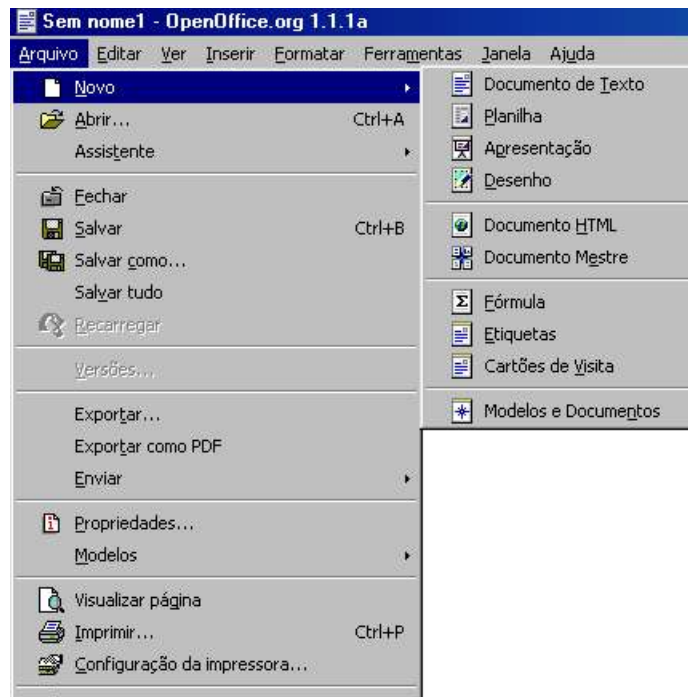 Sem nome1 - OpenOffice.org 1.1.1a
Arquivo Editar Ver Inserir Formatar Ferramentas Janela Ajuda
Novo
Abrir... Ctrl+A
Assistente
Fechar
Salvar Ctrl+B
Salvar como...
Salvar tudo
Recarregar
Versões...
Exportar...
Exportar como PDF
Enviar
Propriedades...
Modelos
Visualizar página
Imprimir... Ctrl+P
Configuração da impressora...
Documento de Texto
Planilha
Apresentação
Desenho
Documento HTML
Documento Mestre
Fórmula
Etiquetas
Cartões de Visita
Modelos e Documentos